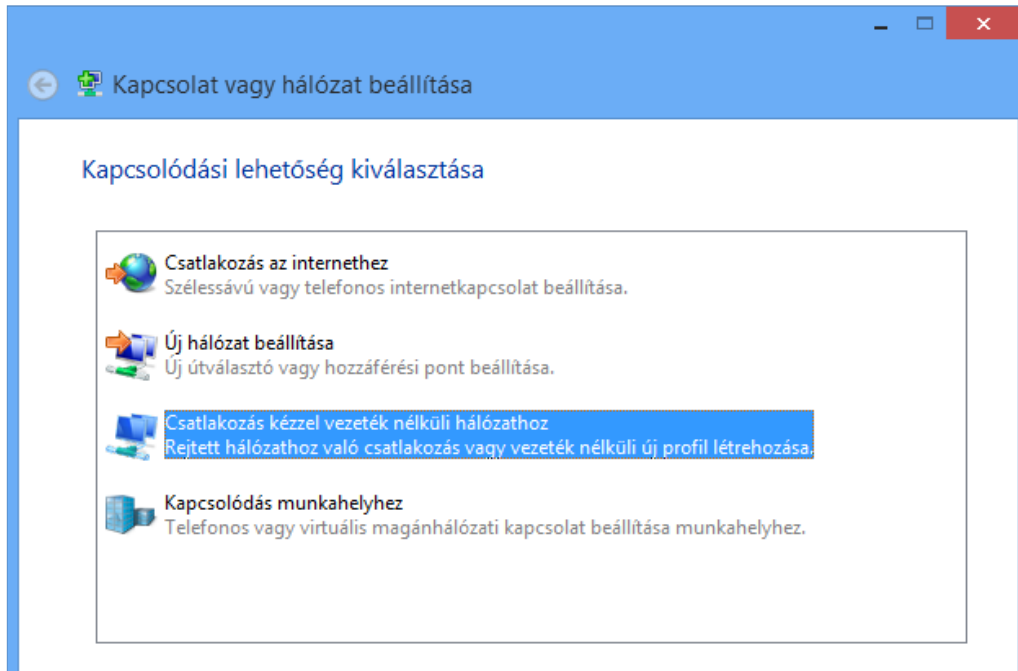 Kapcsolat vagy hálózat beállítása
Kapcsolódási lehetőség kiválasztása
Csatlakozás az internethez
Szélessávú vagy telefonos internetkapcsolat beállítása.
Új hálózat beállítása
Új útválasztó vagy hozzáférési pont beállítása.
Csatlakozás kézzel vezeték nélküli hálózathoz
Rejtett hálózathoz való csatlakozás vagy vezeték nélküli új profil létrehozása.
Kapcsolódás munkahelyhez
Telefonos vagy virtuális magánhálózati kapcsolat beállítása munkahelyhez.